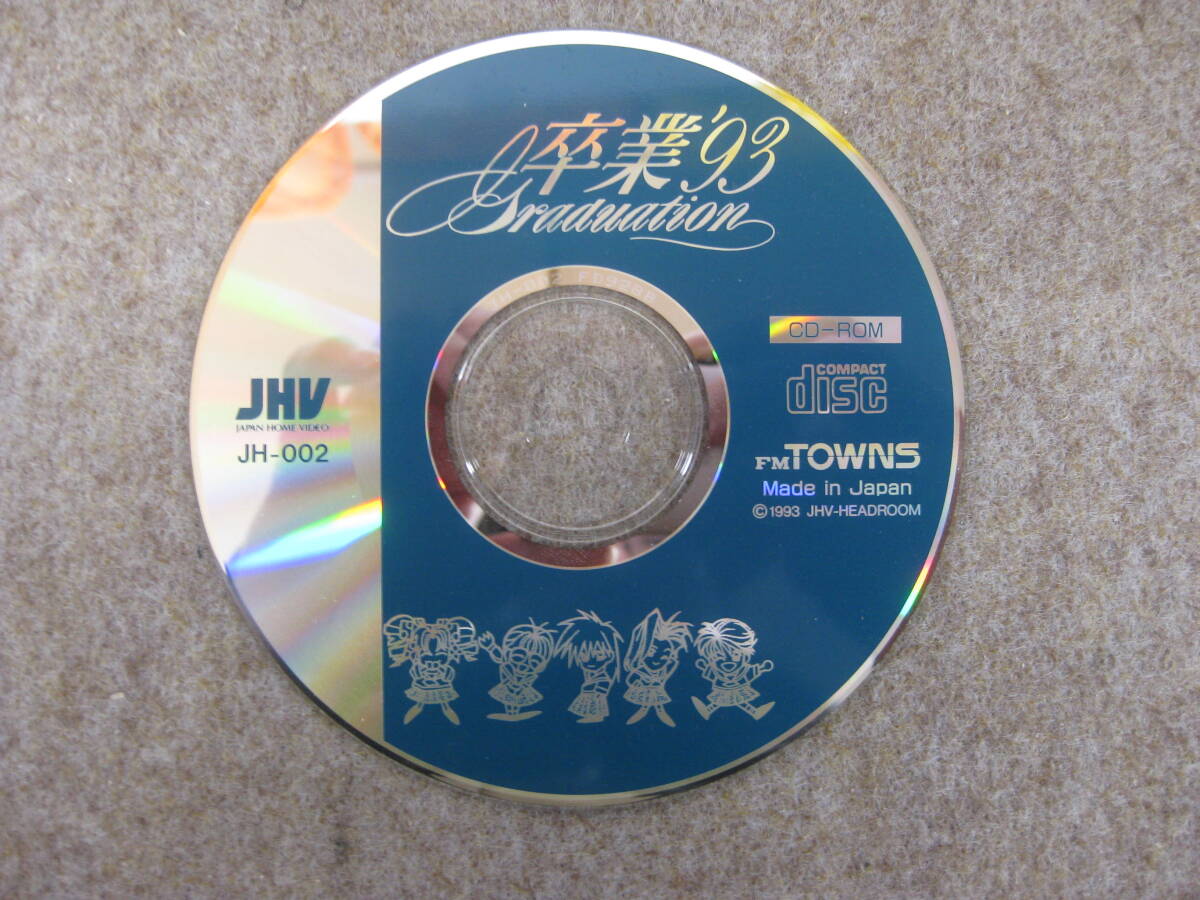 卒業'93
Graduation
CD-ROM
COMPACT
disc
FM TOWNS
Made in Japan
©1993 JHV-HEADROOM
JHV
JAPAN HOME VIDEO
JH-002